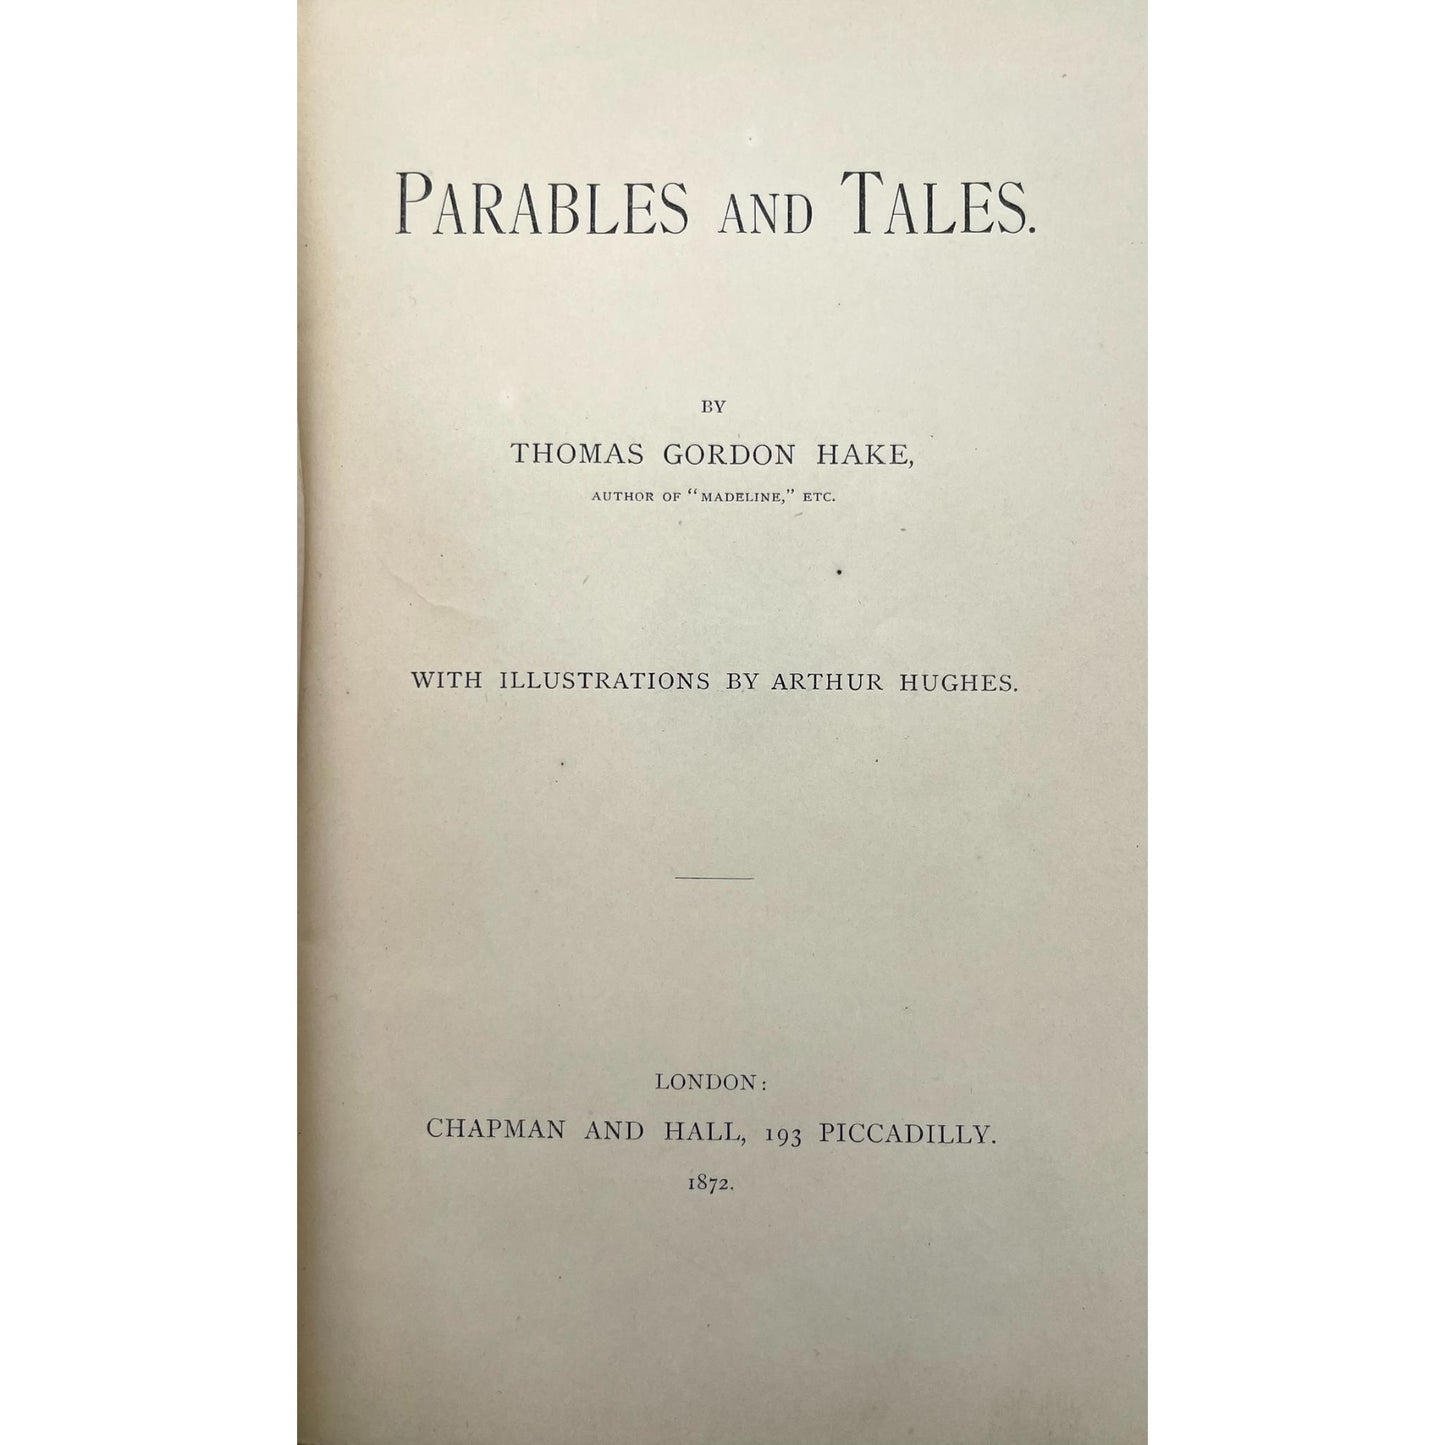 PARABLES AND TALES.
BY
THOMAS GORDON HAKE,
AUTHOR OF "MADELINE," ETC.
WITH ILLUSTRATIONS BY ARTHUR HUGHES.
LONDON:
CHAPMAN AND HALL, 193 PICCADILLY.
1872.